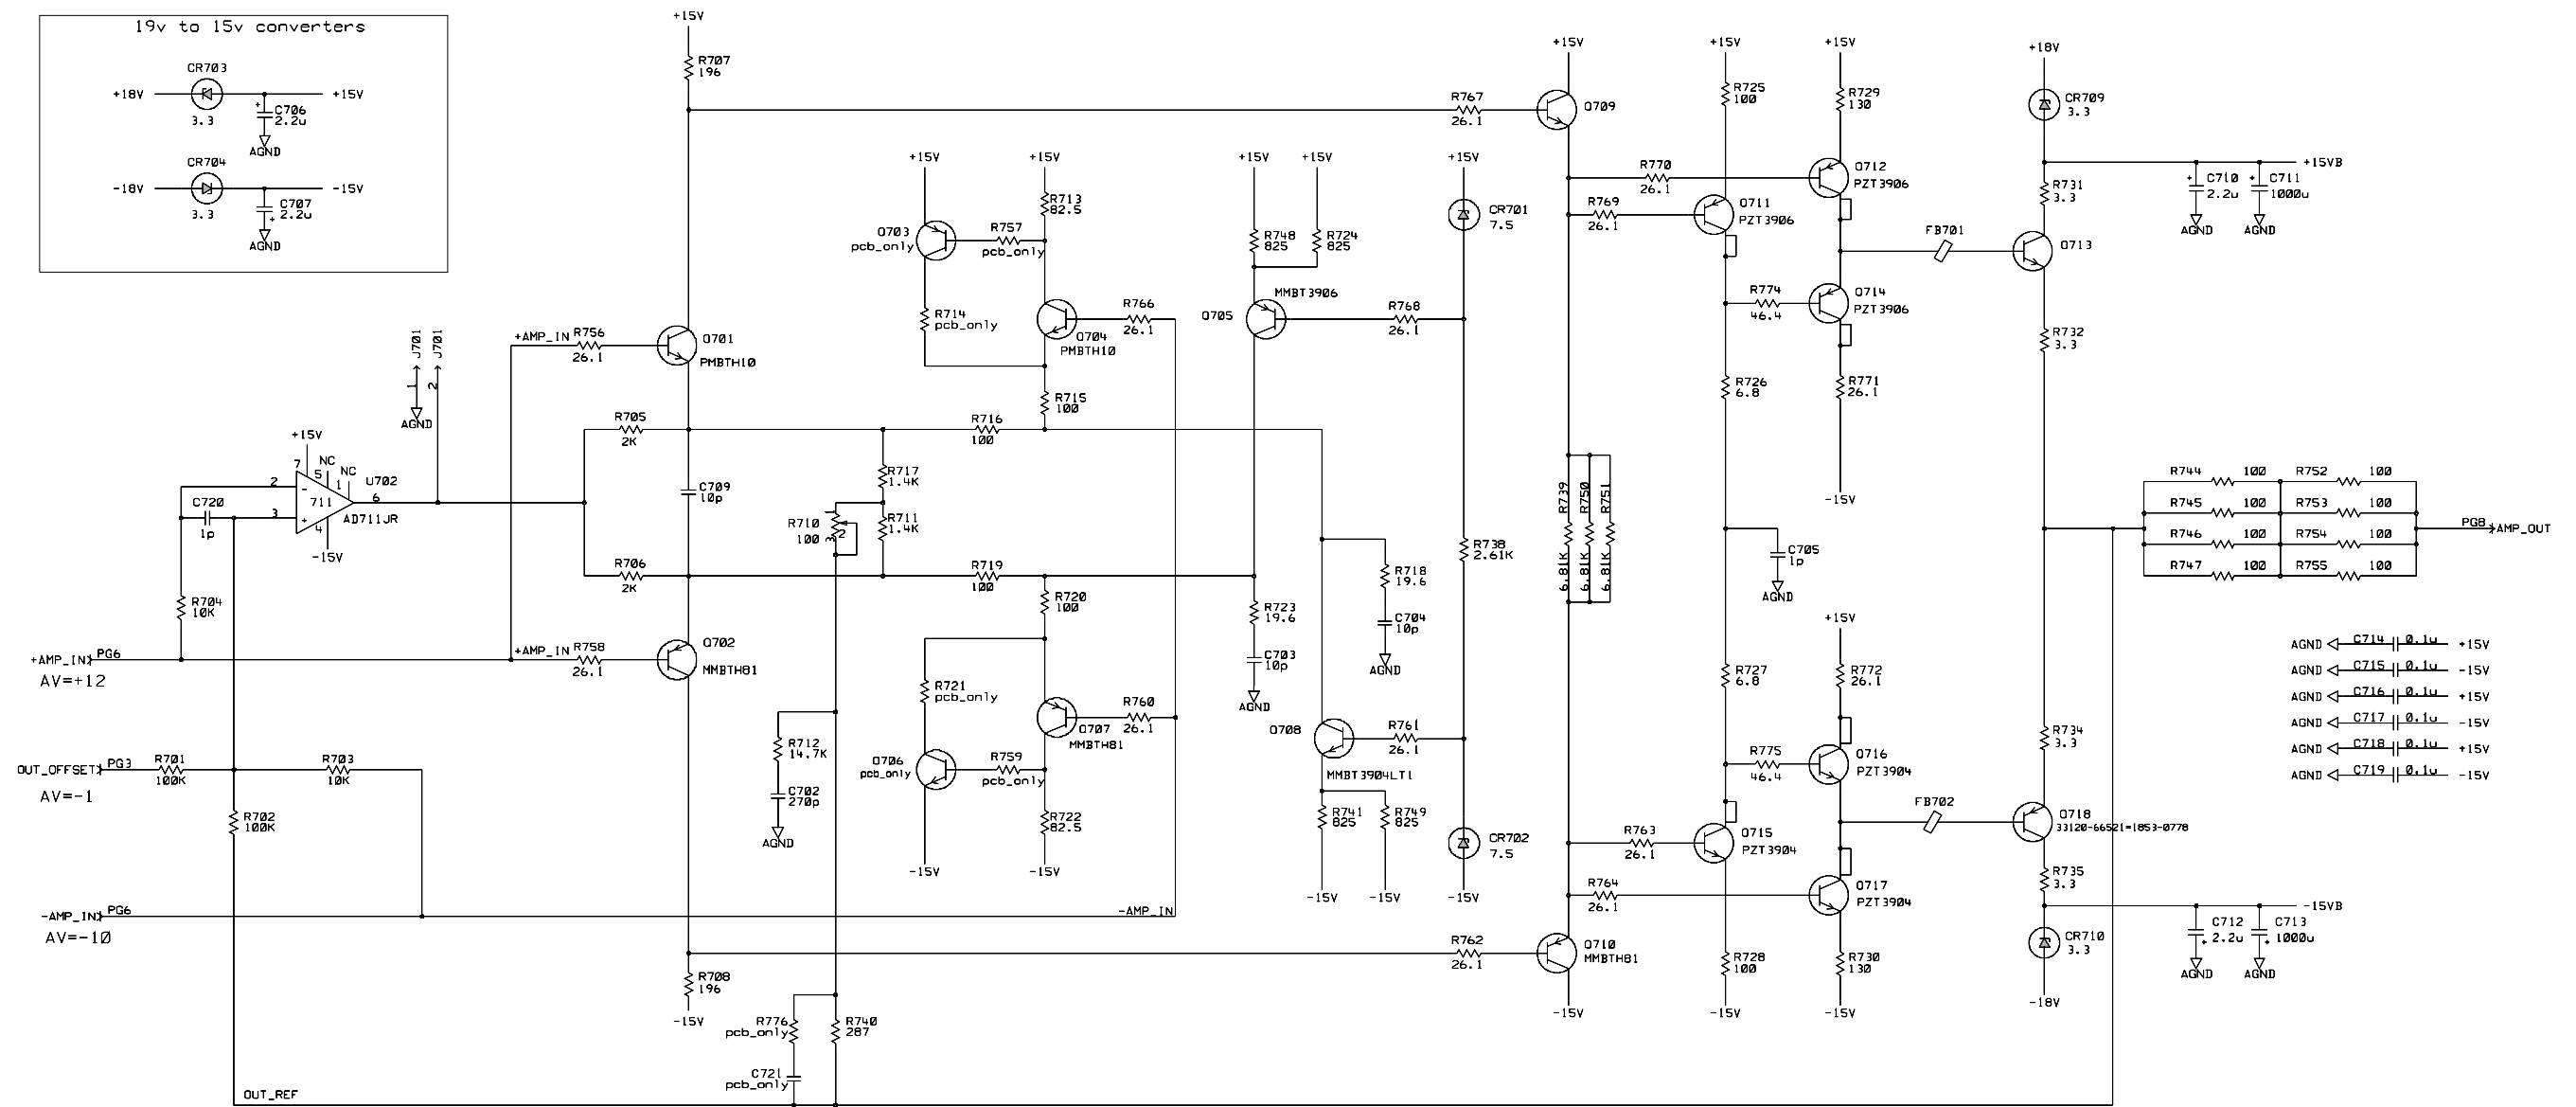 19v to 15v converters
CR703
+18V
+15V
3.3
C706
2.2u
AGND
CR704
-18V
-15V
3.3
C707
2.2u
AGND
+15V
R707
196
+15V
R713
82.5
+15V
Q703
pcb_only
R757
pcb_only
R714
pcb_only
R766
26.1
Q704
PMBTH10
R715
100
+15V
+15V
R748
825
R724
825
MMBT3906
Q705
R768
26.1
+15V
CR701
7.5
R767
26.1
+15V
Q709
+15V
R725
100
+15V
R729
130
R770
26.1
Q712
PZT3906
R769
26.1
Q711
PZT3906
R774
46.4
Q714
PZT3906
R726
6.8
R771
26.1
-15V
+18V
CR709
3.3
+15VB
C710
2.2u
C711
1000u
AGND
AGND
R731
3.3
FB701
Q713
R732
3.3
J701
J701
1
2
AGND
+AMP_IN
R756
26.1
Q701
PMBTH10
R705
2K
R716
100
+15V
7
NC
5
NC
1
2
U702
-
711
6
3
+
4
AD711JR
-15V
C720
1p
R704
10K
C709
10p
R717
1.4K
R711
1.4K
R710
100
1
2
3
R706
2K
R719
100
R720
100
+AMP_IN
PG6
AV=+12
+AMP_IN
R758
26.1
Q702
MMBTH81
R721
pcb_only
R760
26.1
Q707
MMBTH81
Q706
pcb_only
R759
pcb_only
R722
82.5
-15V
-15V
R712
14.7K
C702
270p
AGND
R723
19.6
C703
10p
AGND
R718
19.6
C704
10p
AGND
R738
2.61K
Q708
R761
26.1
MMBT3904LT1
R741
825
R749
825
-15V
-15V
CR702
7.5
-15V
R739
6.81K
R750
6.81K
R751
6.81K
C705
1p
AGND
R727
6.8
+15V
R772
26.1
R775
46.4
Q716
PZT3904
R763
26.1
Q715
PZT3904
R764
26.1
Q717
PZT3904
R762
26.1
Q710
MMBTH81
-15V
R728
100
-15V
R730
130
-15V
R744
100
R752
100
R745
100
R753
100
R746
100
R754
100
R747
100
R755
100
PG8
AMP_OUT
AGND
C714
0.1u
+15V
AGND
C715
0.1u
-15V
AGND
C716
0.1u
+15V
AGND
C717
0.1u
-15V
AGND
C718
0.1u
+15V
AGND
C719
0.1u
-15V
R734
3.3
FB702
Q718
33120-66521=1853-0778
R735
3.3
-15VB
C712
2.2u
C713
1000u
AGND
AGND
CR710
3.3
-18V
OUT_OFFSET
PG3
AV=-1
R701
100K
R703
10K
R702
100K
-AMP_IN
PG6
AV=-10
-AMP_IN
R708
196
-15V
R776
pcb_only
R740
287
C721
pcb_only
OUT_REF